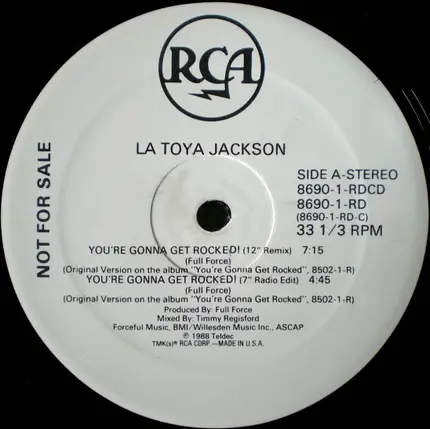 RCA
LA TOYA JACKSON
NOT FOR SALE
SIDE A-STEREO
8690-1-RDCD
8690-1-RD
(8690-1-RD-C)
33 1/3 RPM
YOU'RE GONNA GET ROCKED! (12" Remix) 7:15
(Full Force)
(Original Version on the album "You're Gonna Get Rocked", 8502-1-R)
YOU'RE GONNA GET ROCKED! (7" Radio Edit) 4:45
(Full Force)
(Original Version on the album "You're Gonna Get Rocked", 8502-1-R)
Produced By: Full Force
Mixed By: Timmy Regisford
Forceful Music, BMI/Willesden Music Inc., ASCAP
℗ 1988 Teldec
TMK(s)® RCA CORP.—MADE IN U.S.A.